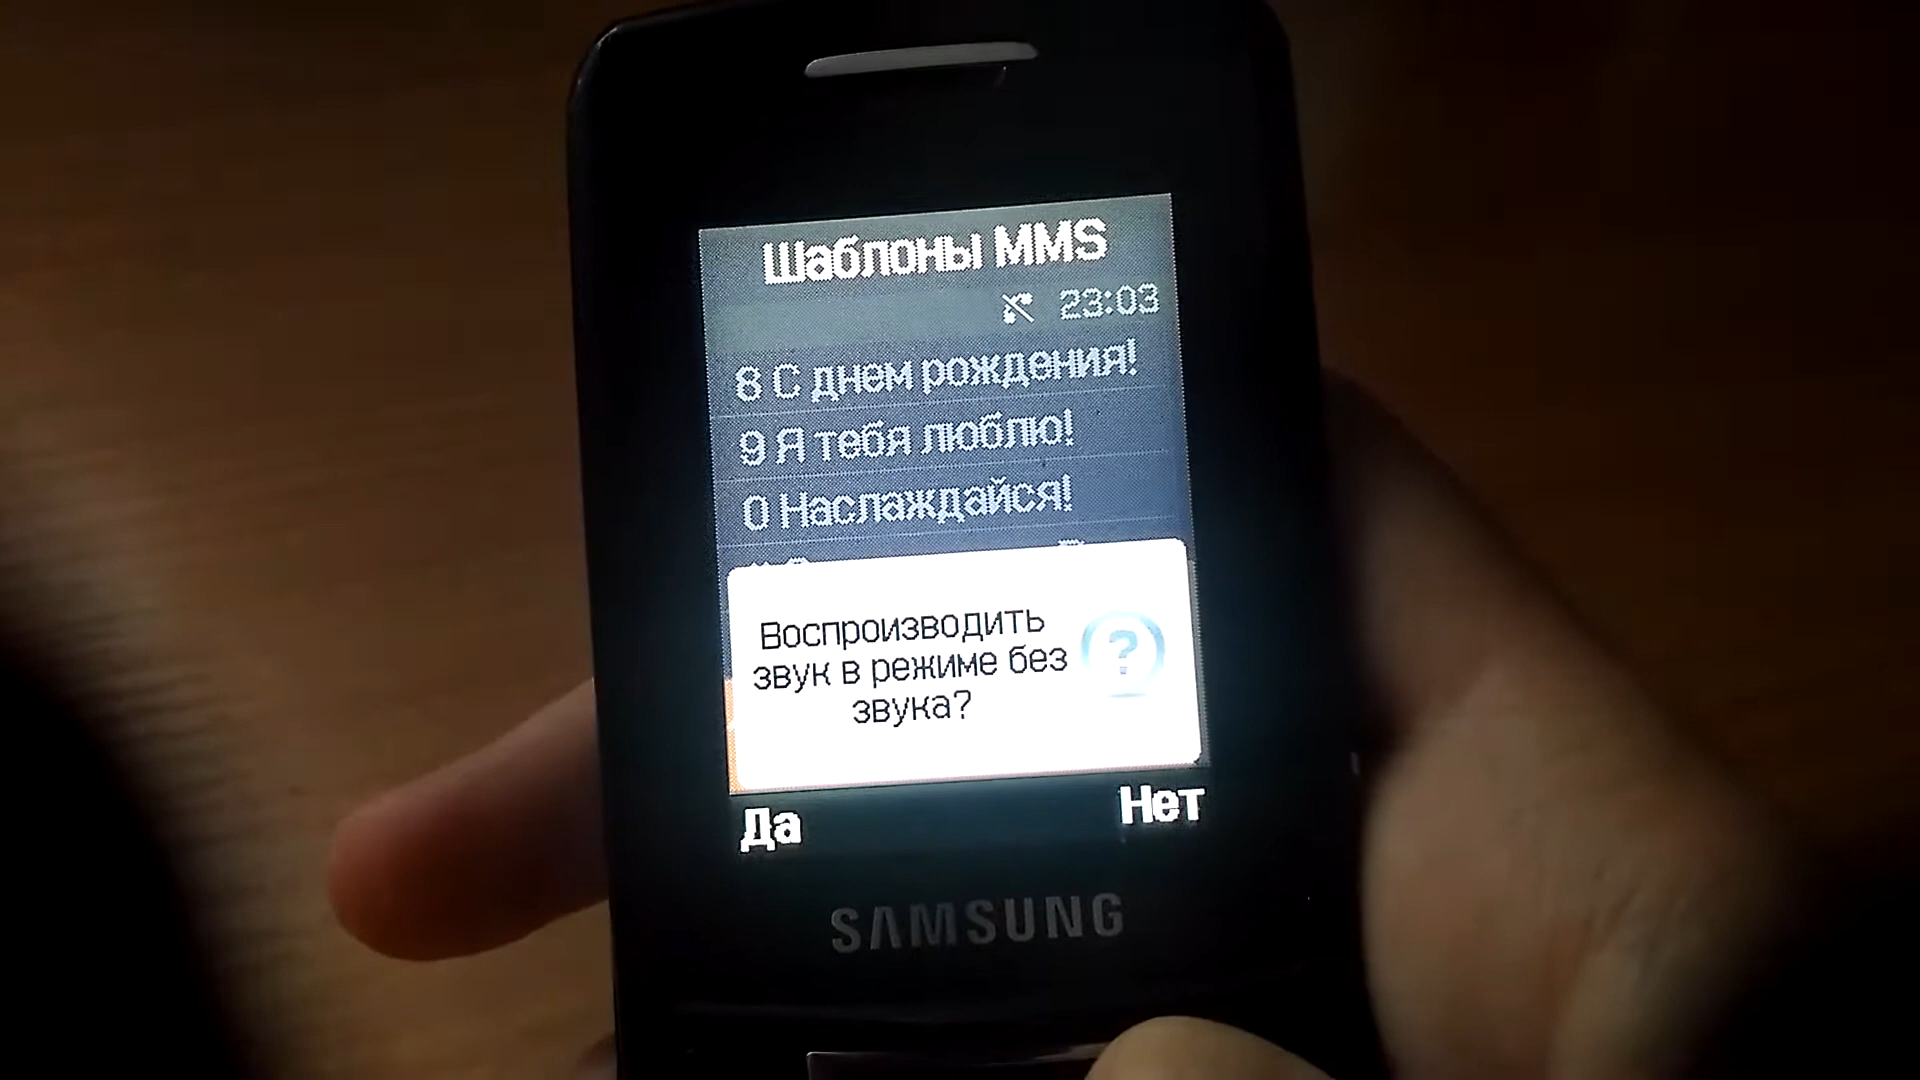 Шаблоны MMS
23:03
8 С днем рождения!
9 Я тебя люблю!
0 Наслаждайся!
Воспроизводить
звук в режиме без
звука?
?
Да
Нет
SAMSUNG